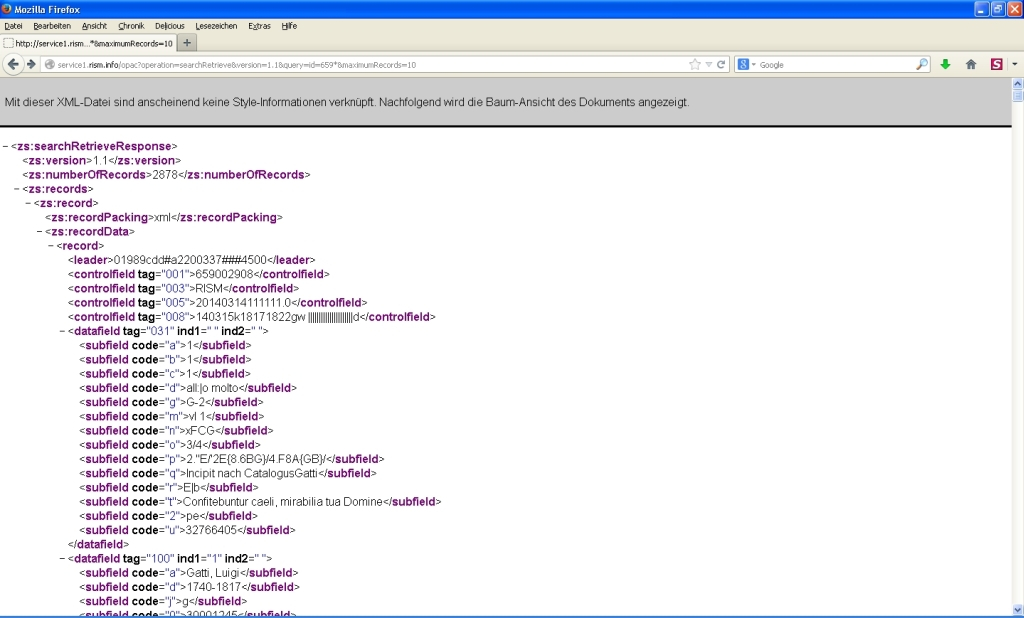 Mozilla Firefox
Datei Bearbeiten Ansicht Chronik Delicious Lesezeichen Extras Hilfe
http://service1.rism...*&maximumRecords=10
service1.rism.info/opac?operation=searchRetrieve&version=1.1&query=id=659*&maximumRecords=10 Google
Mit dieser XML-Datei sind anscheinend keine Style-Informationen verknüpft. Nachfolgend wird die Baum-Ansicht des Dokuments angezeigt.
−<zs:searchRetrieveResponse>
<zs:version>1.1</zs:version>
<zs:numberOfRecords>2878</zs:numberOfRecords>
−<zs:records>
−<zs:record>
<zs:recordPacking>xml</zs:recordPacking>
−<zs:recordData>
−<record>
<leader>01989cdd#a2200337###4500</leader>
<controlfield tag="001">659002908</controlfield>
<controlfield tag="003">RISM</controlfield>
<controlfield tag="005">20140314111111.0</controlfield>
<controlfield tag="008">140315k18171822gw ||||||||||||||||||||||d</controlfield>
−<datafield tag="031" ind1=" " ind2=" ">
<subfield code="a">1</subfield>
<subfield code="b">1</subfield>
<subfield code="c">1</subfield>
<subfield code="d">all:|o molto</subfield>
<subfield code="g">G-2</subfield>
<subfield code="m">vl 1</subfield>
<subfield code="n">xFCG</subfield>
<subfield code="o">3/4</subfield>
<subfield code="p">2.''E/'2E{8.6BG}/4.F8A{GB}/</subfield>
<subfield code="q">Incipit nach CatalogusGatti</subfield>
<subfield code="r">E|b</subfield>
<subfield code="t">Confitebuntur caeli, mirabilia tua Domine</subfield>
<subfield code="2">pe</subfield>
<subfield code="u">32766405</subfield>
</datafield>
−<datafield tag="100" ind1="1" ind2=" ">
<subfield code="a">Gatti, Luigi</subfield>
<subfield code="d">1740-1817</subfield>
<subfield code="j">g</subfield>
<subfield code="0">30001245</subfield>